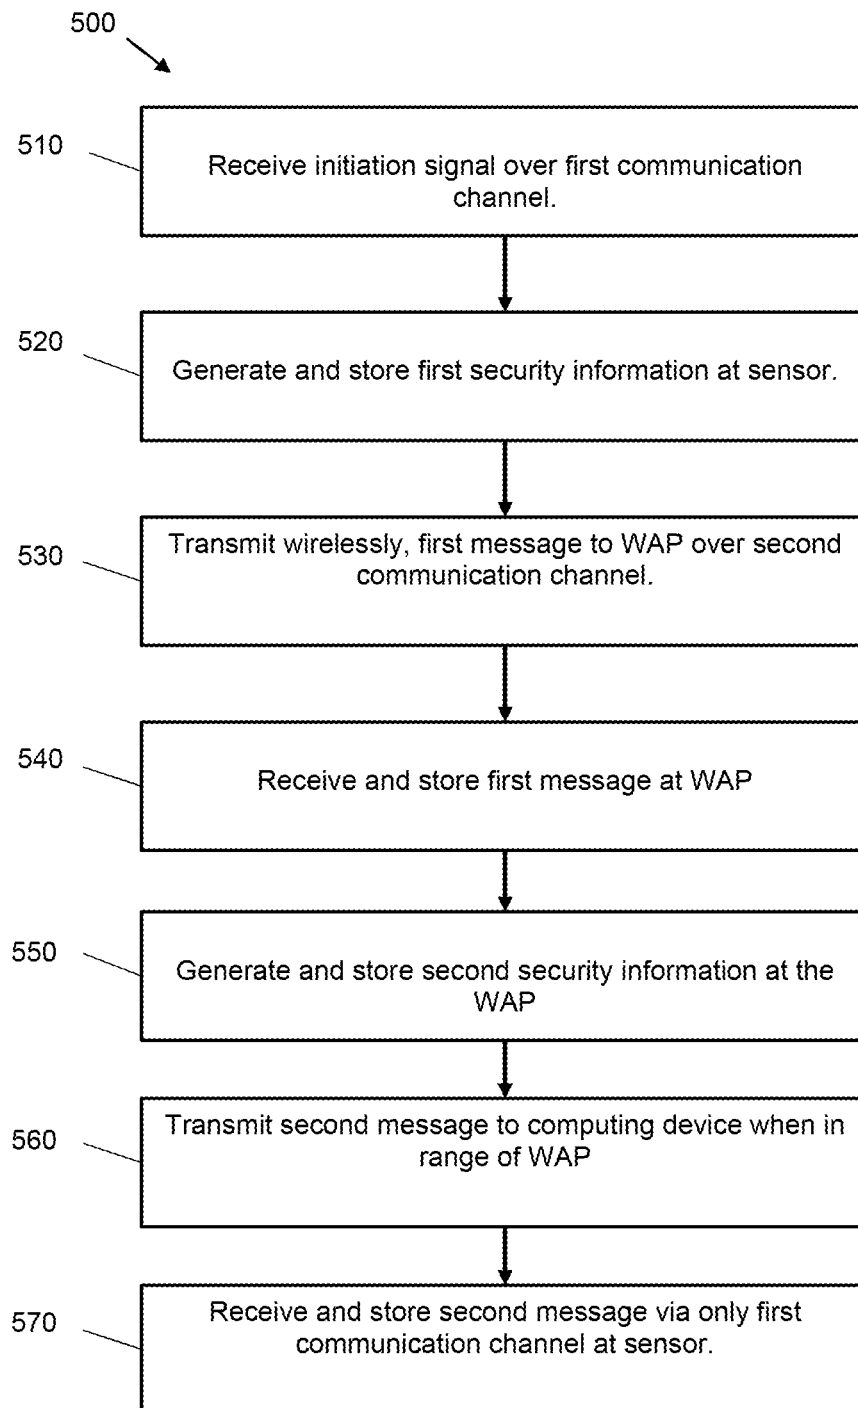 500
510
Receive initiation signal over first communication
channel.
520
Generate and store first security information at sensor.
530
Transmit wirelessly, first message to WAP over second
communication channel.
540
Receive and store first message at WAP
550
Generate and store second security information at the
WAP
560
Transmit second message to computing device when in
range of WAP
570
Receive and store second message via only first
communication channel at sensor.